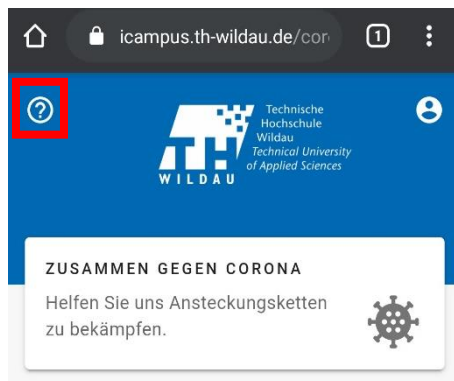 icampus.th-wildau.de/cor
1
?
Technische
Hochschule
Wildau
Technical University
of Applied Sciences
TH
WILDAU
ZUSAMMEN GEGEN CORONA
Helfen Sie uns Ansteckungsketten
zu bekämpfen.